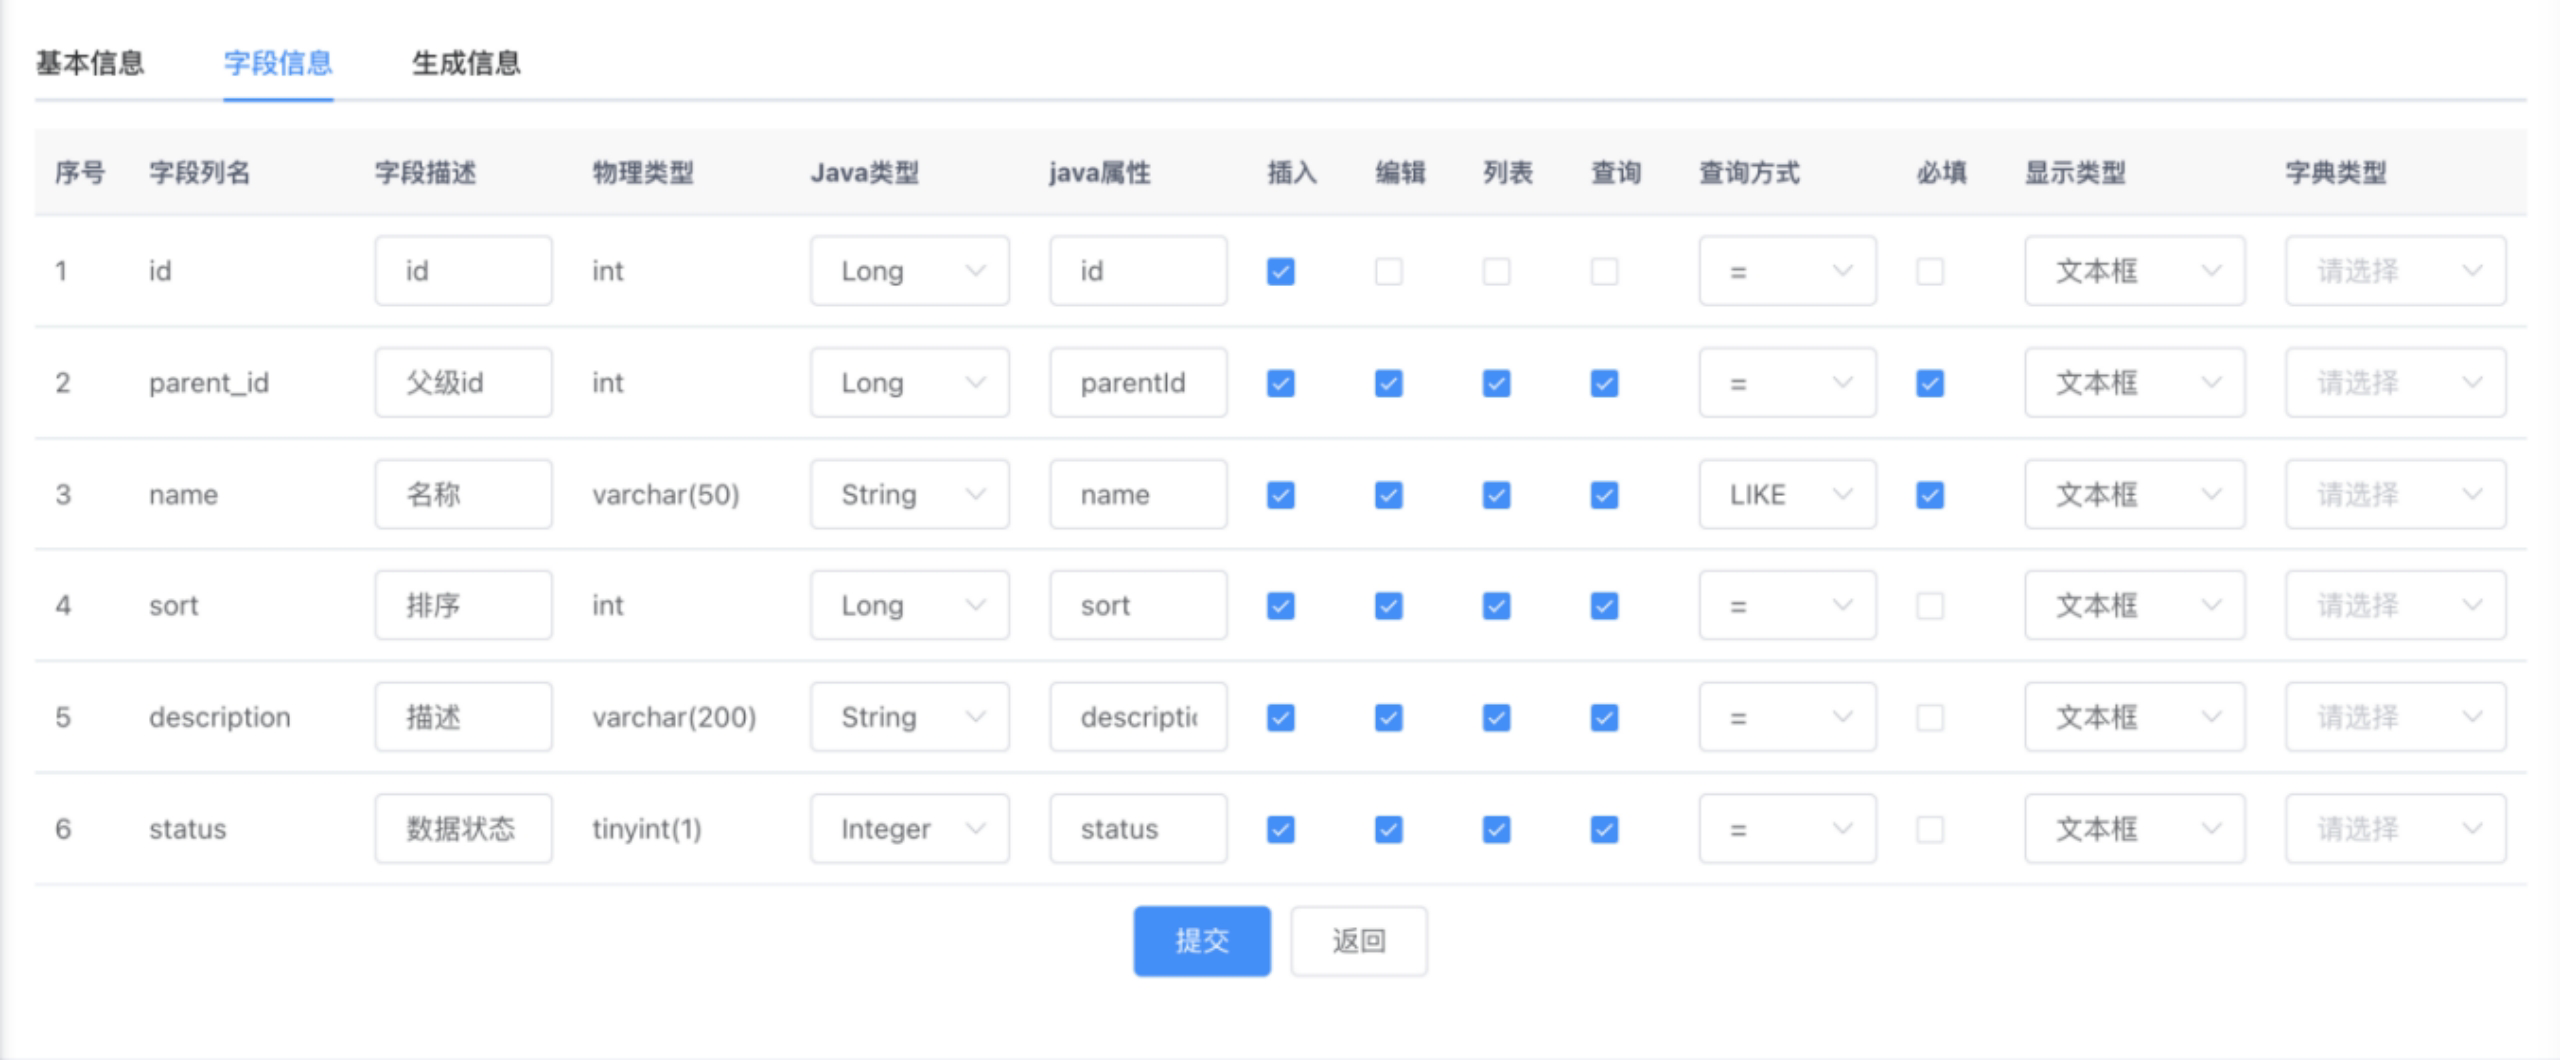 基本信息 字段信息 生成信息
序号 字段列名 字段描述 物理类型 Java类型 java属性 插入 编辑 列表 查询 查询方式 必填 显示类型 字典类型
1 id id int Long id = 文本框 请选择
2 parent_id 父级id int Long parentId = 文本框 请选择
3 name 名称 varchar(50) String name LIKE 文本框 请选择
4 sort 排序 int Long sort = 文本框 请选择
5 description 描述 varchar(200) String descripti = 文本框 请选择
6 status 数据状态 tinyint(1) Integer status = 文本框 请选择
提交 返回